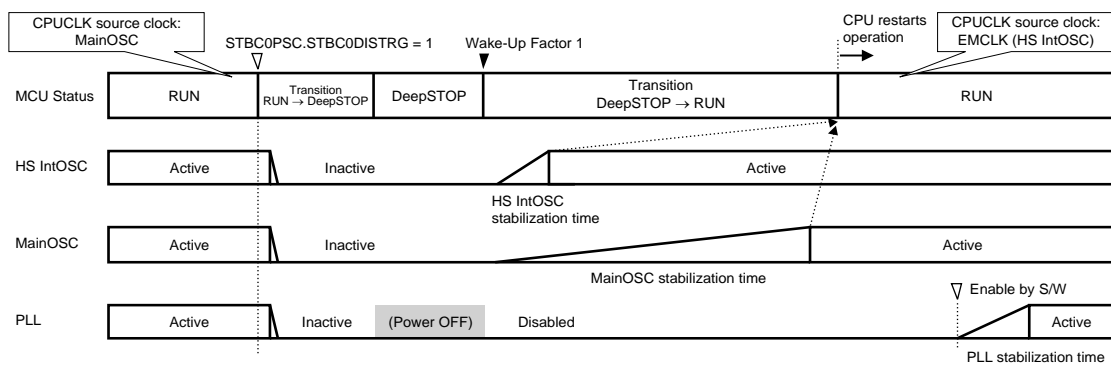 CPUCLK source clock:
MainOSC
STBC0PSC.STBC0DISTRG = 1
Wake-Up Factor 1
CPU restarts
operation
CPUCLK source clock:
EMCLK (HS IntOSC)
MCU Status
RUN
Transition
RUN → DeepSTOP
DeepSTOP
Transition
DeepSTOP → RUN
RUN
HS IntOSC
Active
Inactive
Active
HS IntOSC
stabilization time
MainOSC
Active
Inactive
Active
MainOSC stabilization time
Enable by S/W
PLL
Active
Inactive
(Power OFF)
Disabled
Active
PLL stabilization time